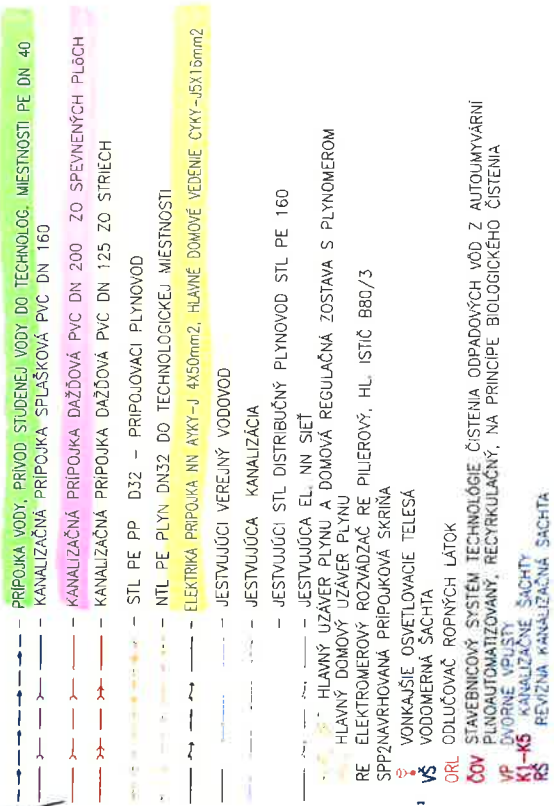 - PRÍPOJKA VODY, PRÍVOD STUDENEJ VODY DO TECHNOLOG. MIESTNOSTI PE DN 40
- KANALIZAČNÁ PRÍPOJKA SPLAŠKOVÁ PVC DN 160
- KANALIZAČNÁ PRÍPOJKA DAŽĎOVÁ PVC DN 200 ZO SPEVNENÝCH PLÔCH
- KANALIZAČNÁ PRÍPOJKA DAŽĎOVÁ PVC DN 125 ZO STRIECH
- STL PE PP D32 - PRIPOJOVACI PLYNOVOD
- NTL PE PLYN DN32 DO TECHNOLOGICKEJ MIESTNOSTI
- ELEKTRIKA PRIPOJKA NN AYKY-J 4X50mm2, HLAVNÉ DOMOVÉ VEDENIE CYKY-J5X16mm2
- JESTVUJÚCI VEREJNÝ VODOVOD
- JESTVUJÚCA KANALIZÁCIA
- JESTVUJÚCI STL DISTRIBUČNÝ PLYNOVOD STL PE 160
- JESTVUJÚCA EL. NN SIEŤ
- HLAVNÝ UZÁVER PLYNU A DOMOVÁ REGULAČNÁ ZOSTAVA S PLYNOMEROM
HLAVNÝ DOMOVÝ UZÁVER PLYNU
RE ELEKTROMEROVÝ ROZVÁDZAČ RE PILIEROVÝ, HL. ISTIČ B80/3
SPP2NAVRHOVANÁ PRÍPOJKOVÁ SKRIŇA
VONKAJŠIE OSVETLOVACIE TELESÁ
VŠ VODOMERNÁ ŠACHTA
ORL ODLUČOVAČ ROPNÝCH LÁTOK
ČOV STAVEBNICOVÝ SYSTÉM TECHNOLÓGIE ČISTENIA ODPADOVÝCH VÔD Z AUTOUMYVÁRNÍ
PLNOAUTOMATIZOVANÝ, RECYRKULAČNÝ, NA PRINCÍPE BIOLOGICKÉHO ČISTENIA
VP DVORNÉ VPUSTY
K1-K5 KANALIZAČNÉ ŠACHTY
RŠ REVÍZNA KANALIZAČNÁ ŠACHTA